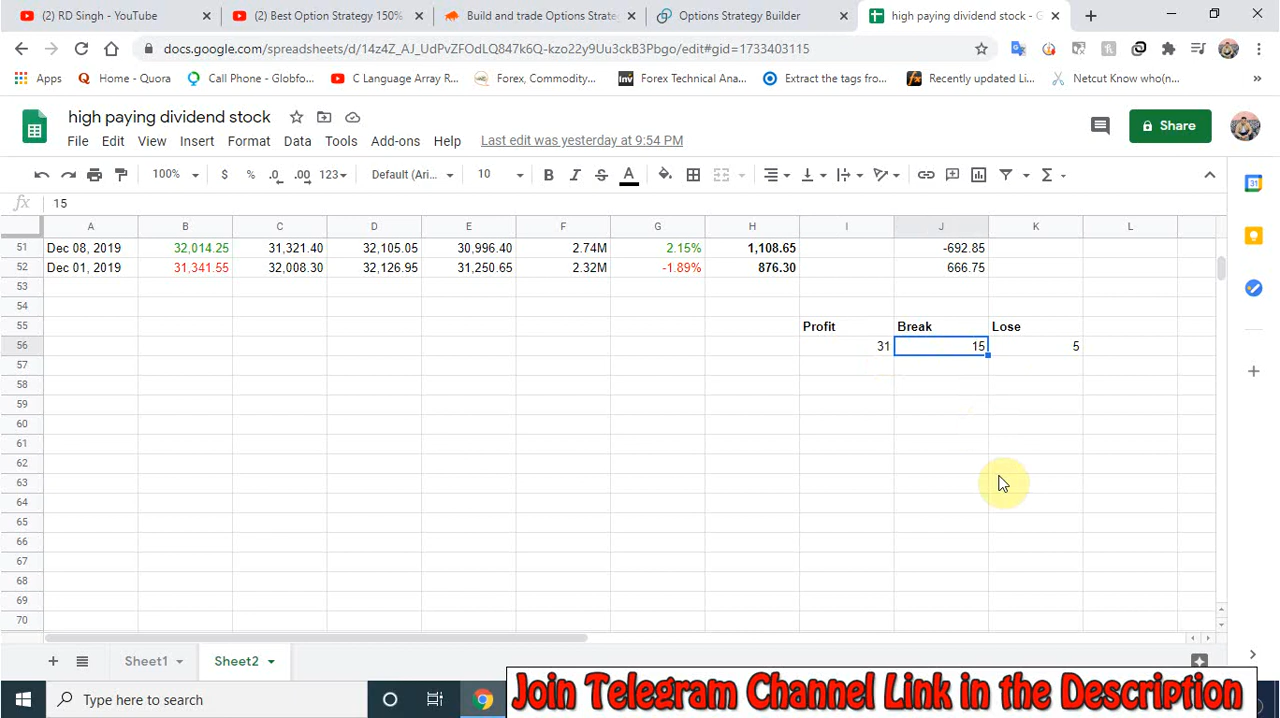 (2) RD Singh - YouTube
(2) Best Option Strategy 150%
Build and trade Options Strate
Options Strategy Builder
high paying dividend stock - G
docs.google.com/spreadsheets/d/14z4Z_AJ_UdPvZFOdLQ847k6Q-kzo22y9Uu3ckB3Pbgo/edit#gid=1733403115
Apps
Home - Quora
Call Phone - Globfo...
C Language Array R...
Forex, Commodity...
Forex Technical Ana...
Extract the tags fro...
Recently updated Li...
Netcut Know who(n...
high paying dividend stock
Share
File Edit View Insert Format Data Tools Add-ons Help Last edit was yesterday at 9:54 PM
100% $ % .0 .00 123 Default (Ari... 10 B I S A
fx 15
A B C D E F G H I J K L
51 Dec 08, 2019 32,014.25 31,321.40 32,105.05 30,996.40 2.74M 2.15% 1,108.65 -692.85
52 Dec 01, 2019 31,341.55 32,008.30 32,126.95 31,250.65 2.32M -1.89% 876.30 666.75
53
54
55 Profit Break Lose
56 31 15 5
57
58
59
60
61
62
63
64
65
66
67
68
69
70
Sheet1 Sheet2
Type here to search
Join Telegram Channel Link in the Description